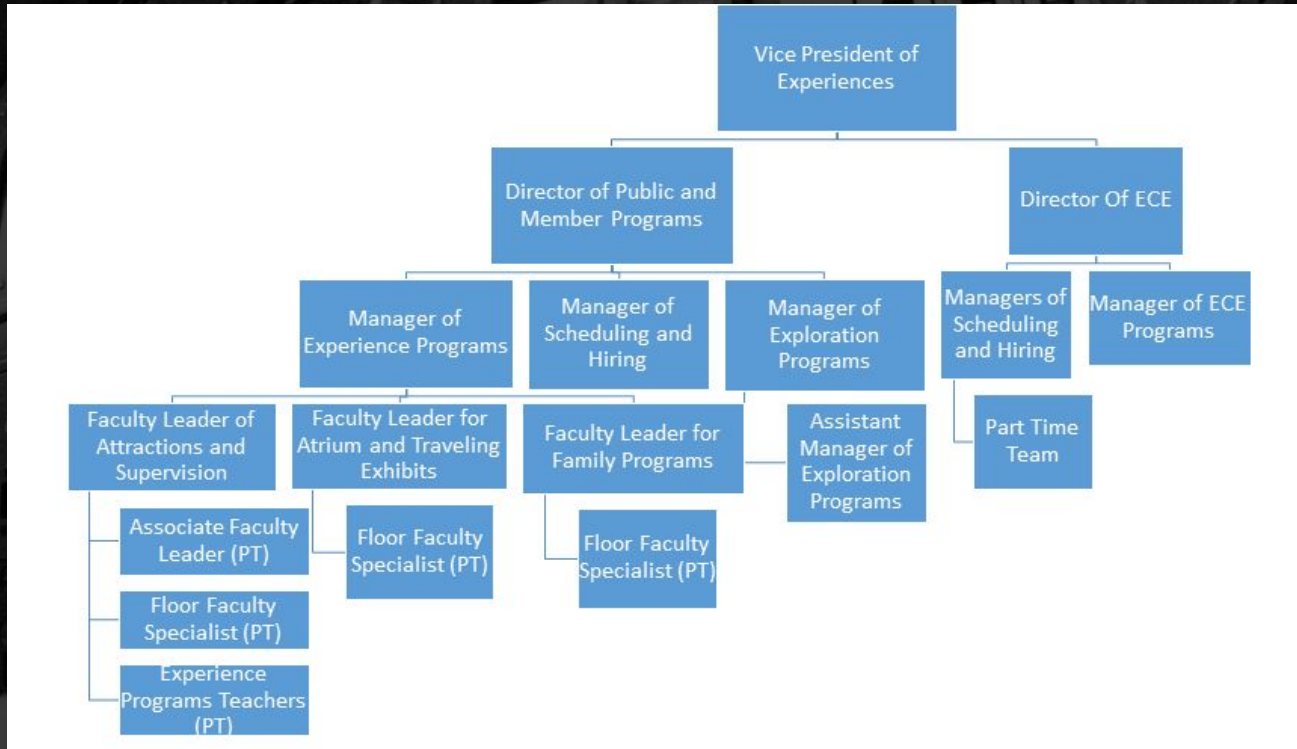 Vice President of
Experiences
Director of Public and
Member Programs
Director Of ECE
Manager of
Experience Programs
Manager of
Scheduling and
Hiring
Manager of
Exploration
Programs
Managers of
Scheduling
and Hiring
Manager of ECE
Programs
Faculty Leader of
Attractions and
Supervision
Faculty Leader for
Atrium and Traveling
Exhibits
Faculty Leader for
Family Programs
Assistant
Manager of
Exploration
Programs
Part Time
Team
Associate Faculty
Leader (PT)
Floor Faculty
Specialist (PT)
Experience
Programs Teachers
(PT)
Floor Faculty
Specialist (PT)
Floor Faculty
Specialist (PT)